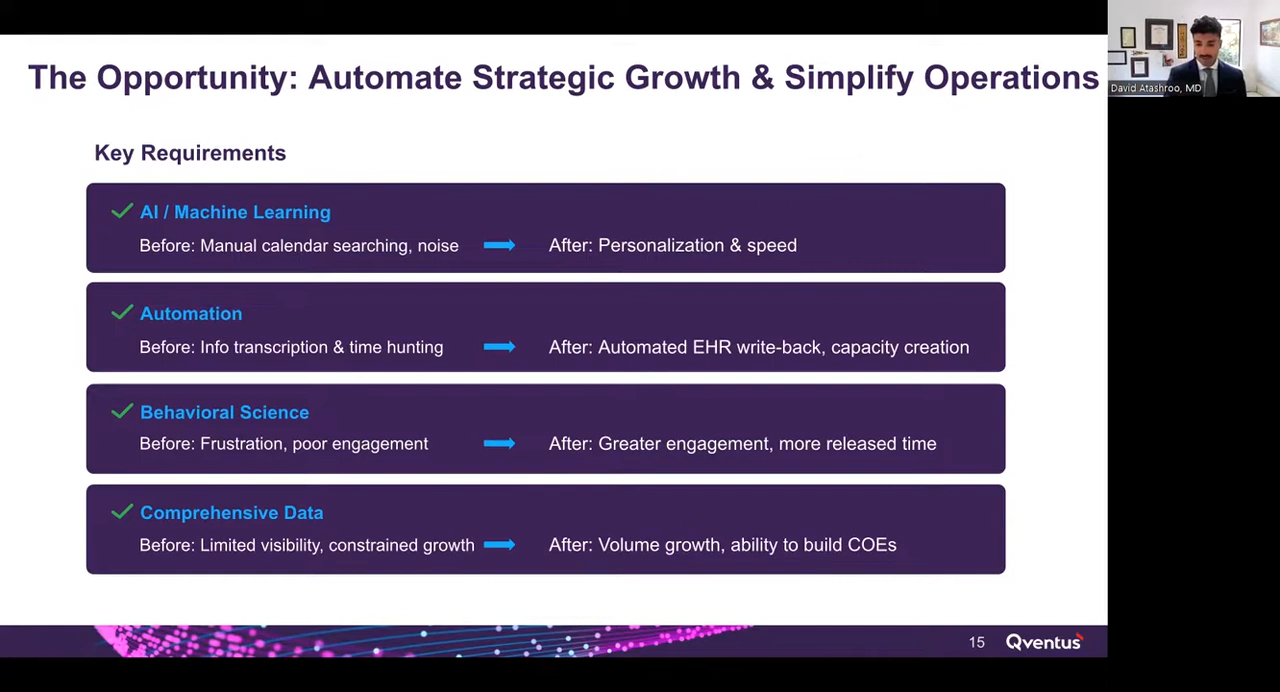 The Opportunity: Automate Strategic Growth & Simplify Operations
David Atashroo, MD
Key Requirements
AI / Machine Learning
Before: Manual calendar searching, noise
After: Personalization & speed
Automation
Before: Info transcription & time hunting
After: Automated EHR write-back, capacity creation
Behavioral Science
Before: Frustration, poor engagement
After: Greater engagement, more released time
Comprehensive Data
Before: Limited visibility, constrained growth
After: Volume growth, ability to build COEs
15
Qventus